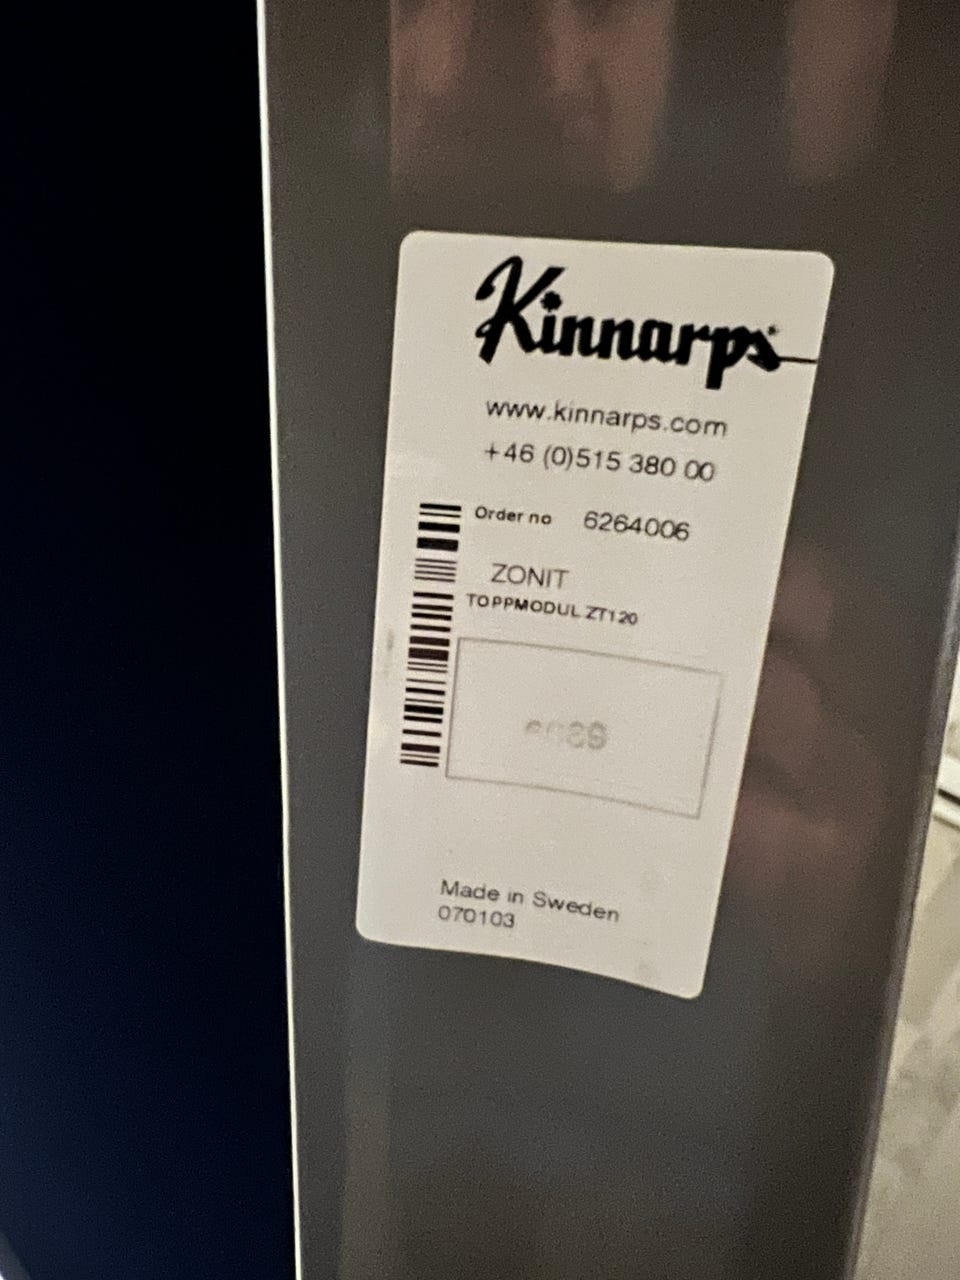 Kinnarps
www.kinnarps.com
+46 (0)515 380 00
Order no 6264006
ZONIT
TOPPMODUL ZT120
Made in Sweden
070103